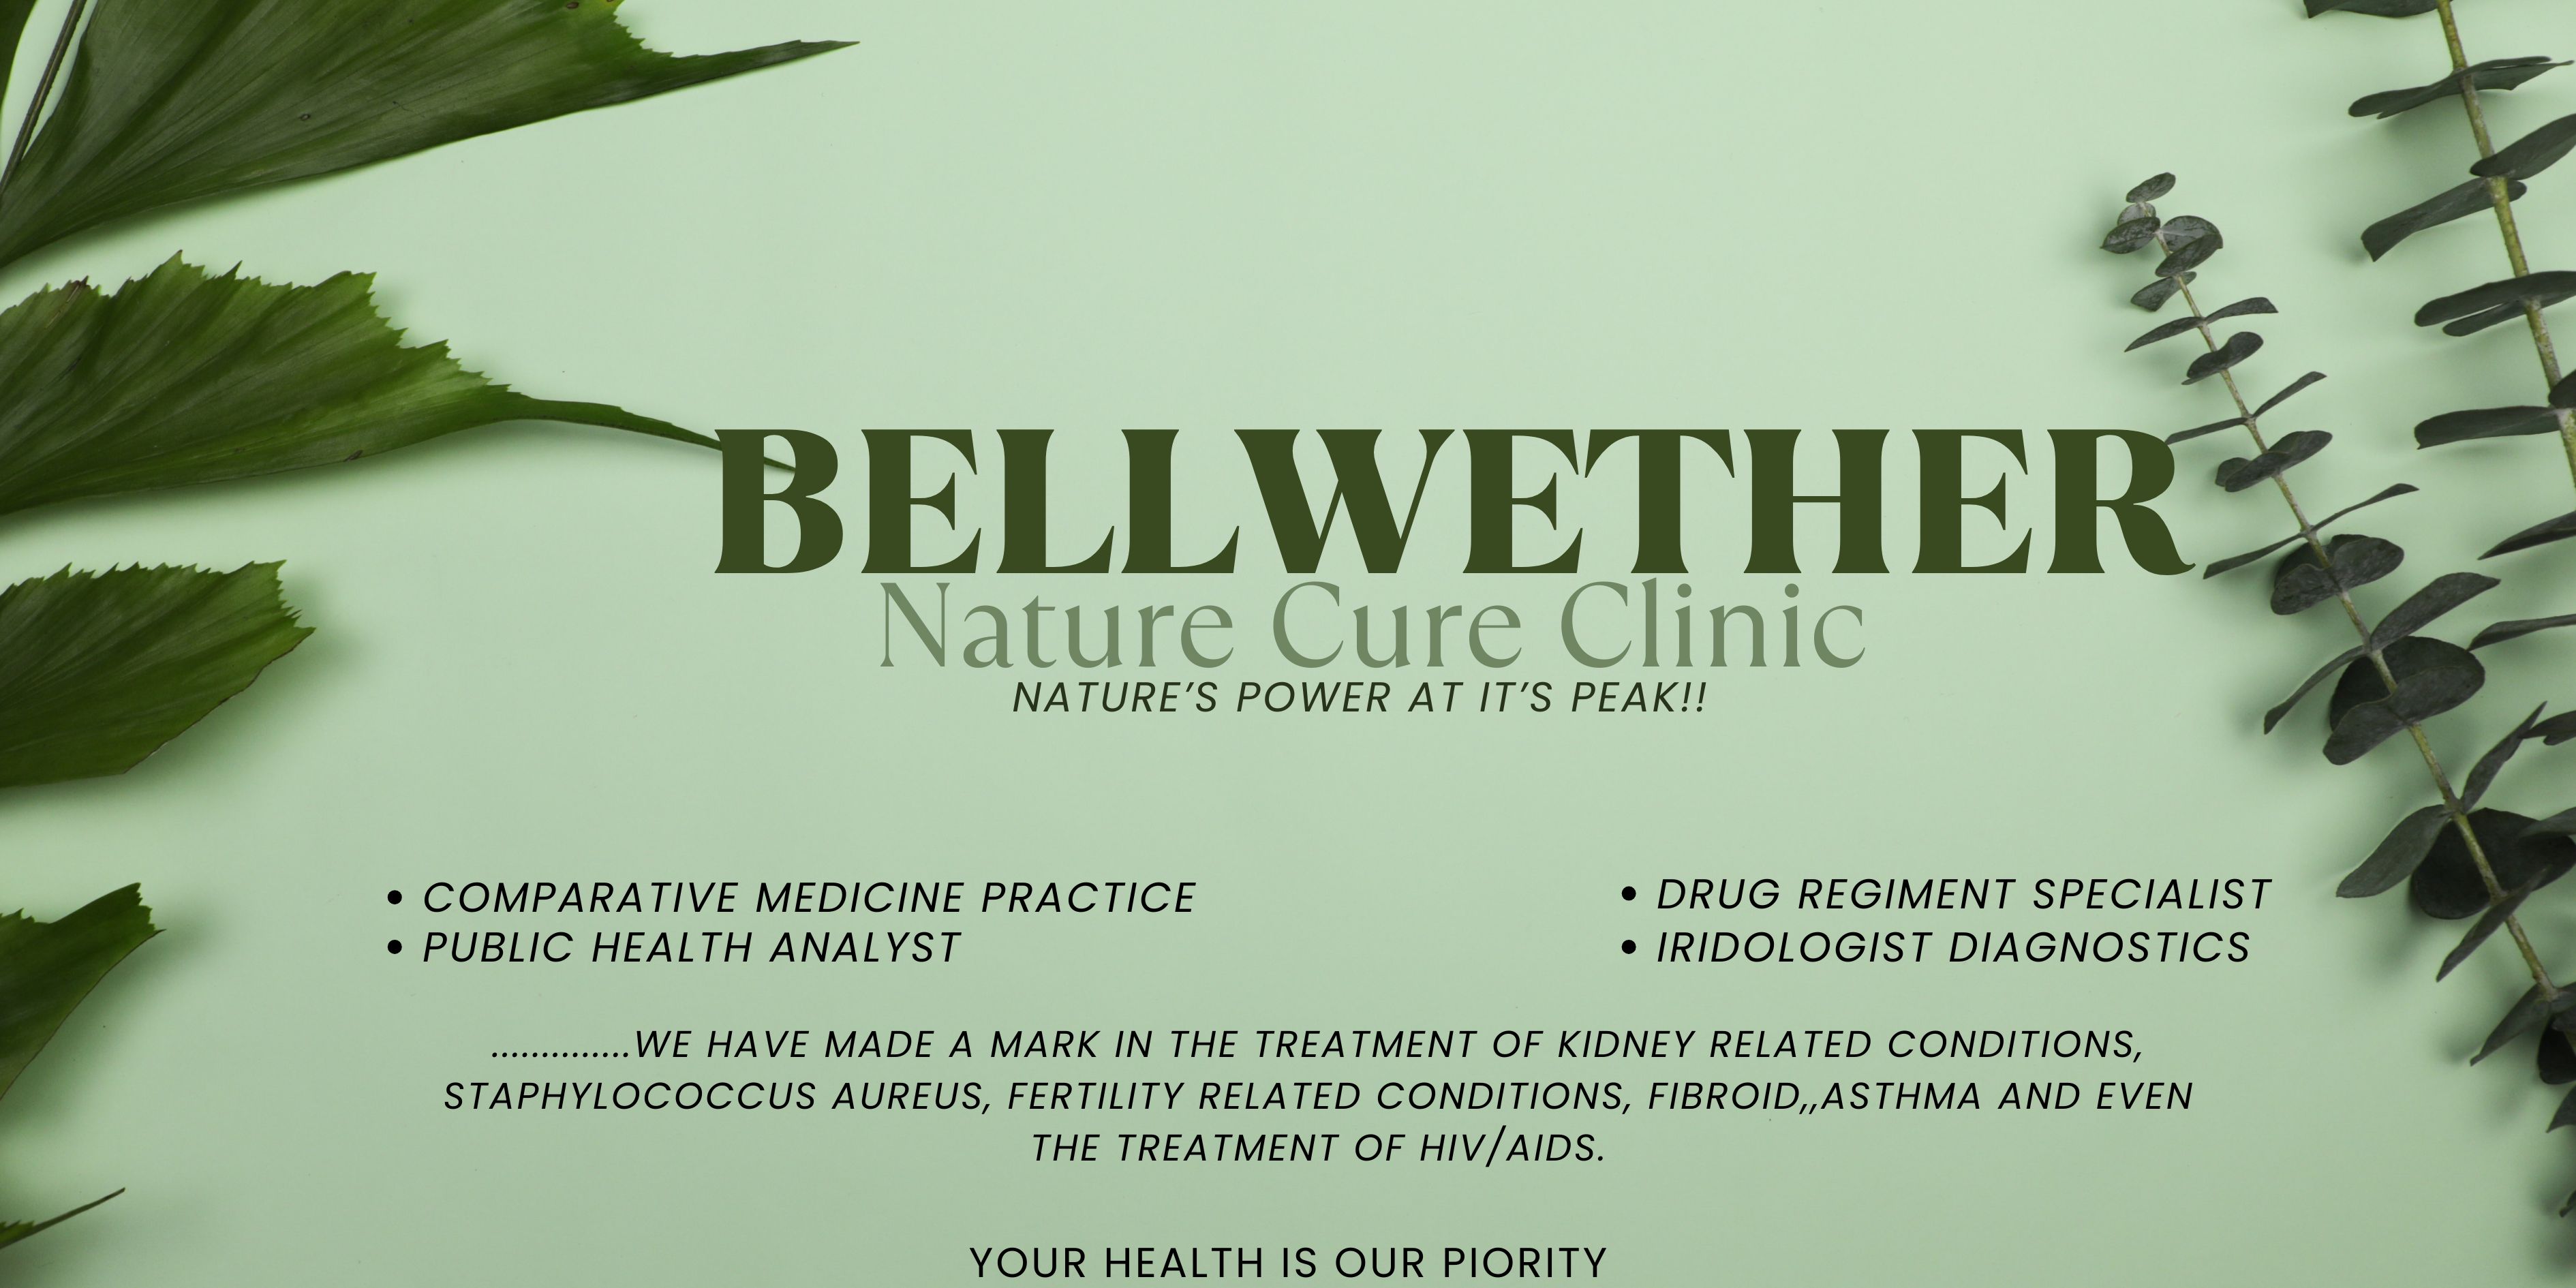 BELLWETHER
Nature Cure Clinic
NATURE’S POWER AT IT’S PEAK!!
• COMPARATIVE MEDICINE PRACTICE
• PUBLIC HEALTH ANALYST
• DRUG REGIMENT SPECIALIST
• IRIDOLOGIST DIAGNOSTICS
..............WE HAVE MADE A MARK IN THE TREATMENT OF KIDNEY RELATED CONDITIONS,
STAPHYLOCOCCUS AUREUS, FERTILITY RELATED CONDITIONS, FIBROID,,ASTHMA AND EVEN
THE TREATMENT OF HIV/AIDS.
YOUR HEALTH IS OUR PIORITY